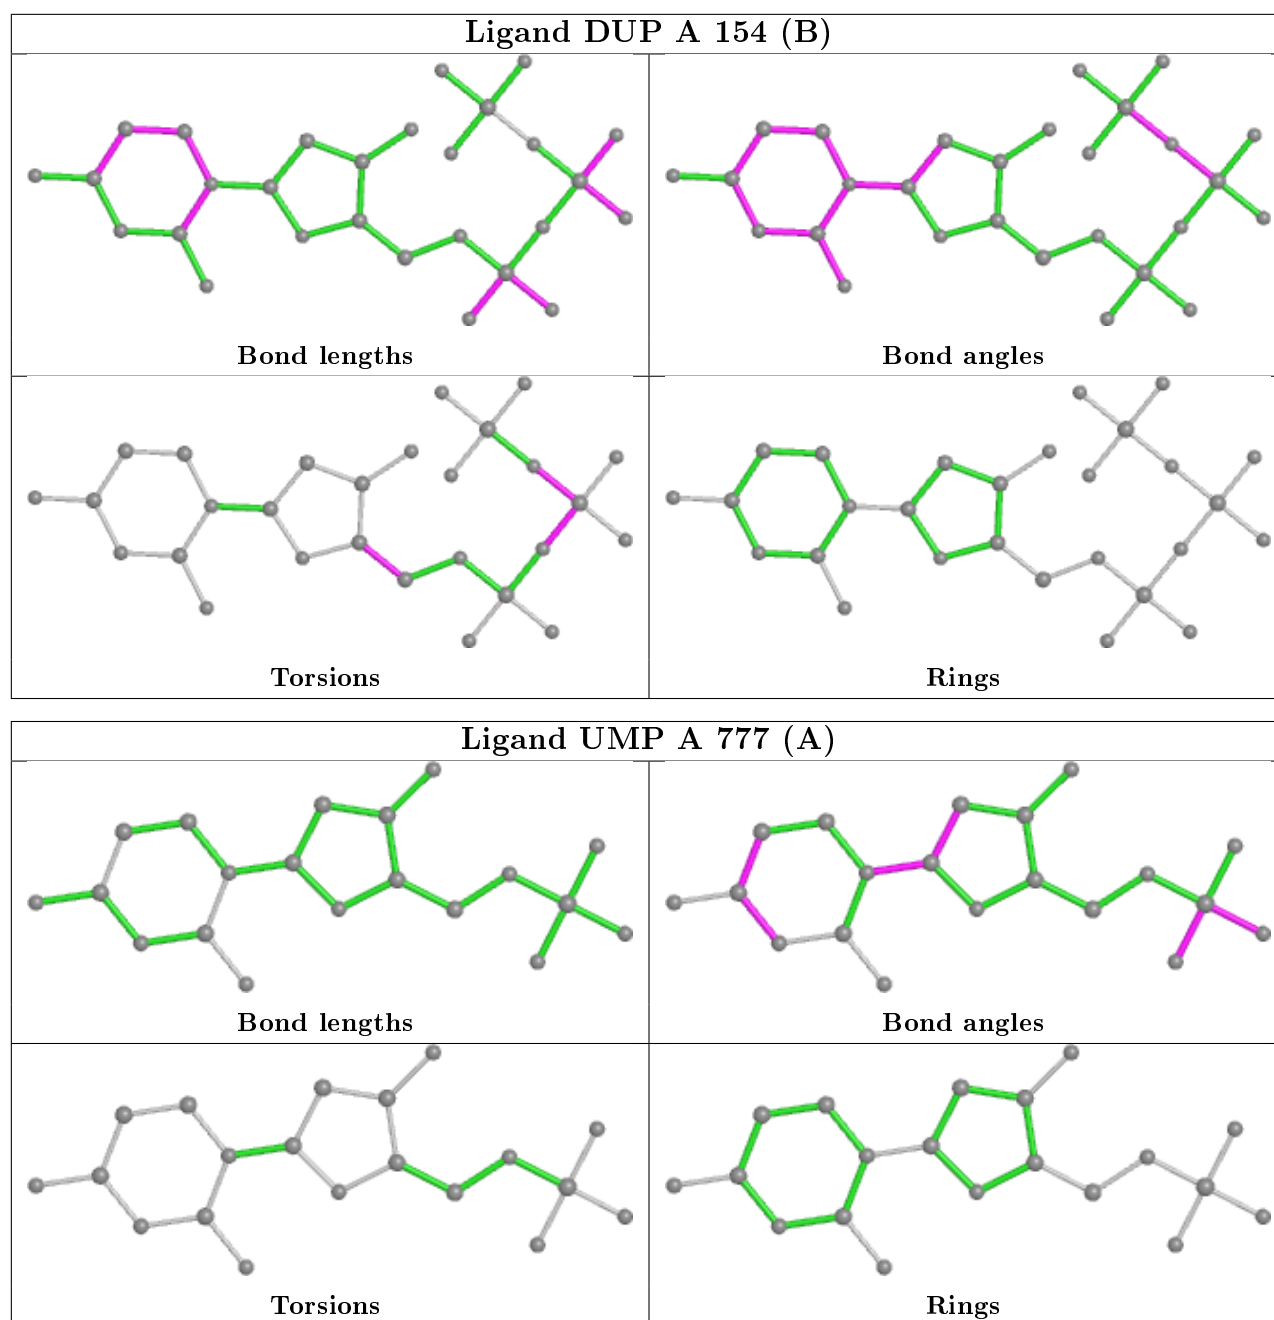 Ligand DUP A 154 (B)
Bond lengths
Bond angles
Torsions
Rings
Ligand UMP A 777 (A)
Bond lengths
Bond angles
Torsions
Rings